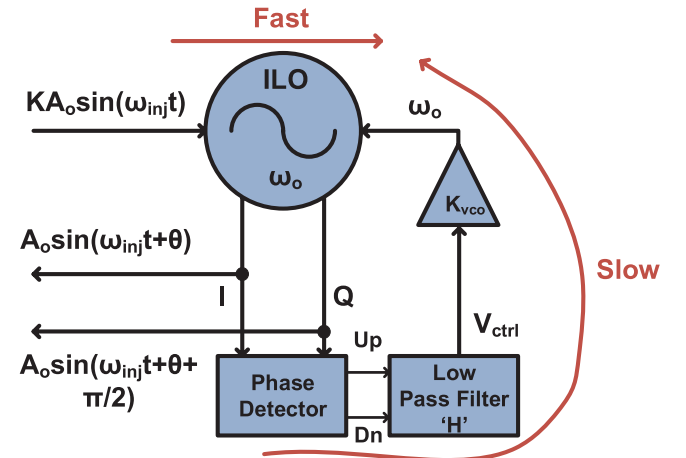 Fast
ILO
KAₒsin(ωᵢₙⱼt)
ωₒ
ωₒ
Kᵥcₒ
Aₒsin(ωᵢₙⱼt+θ)
Slow
I
Q
Vctrl
Aₒsin(ωᵢₙⱼt+θ+
π/2)
Up
Phase
Detector
Dn
Low
Pass Filter
‘H’